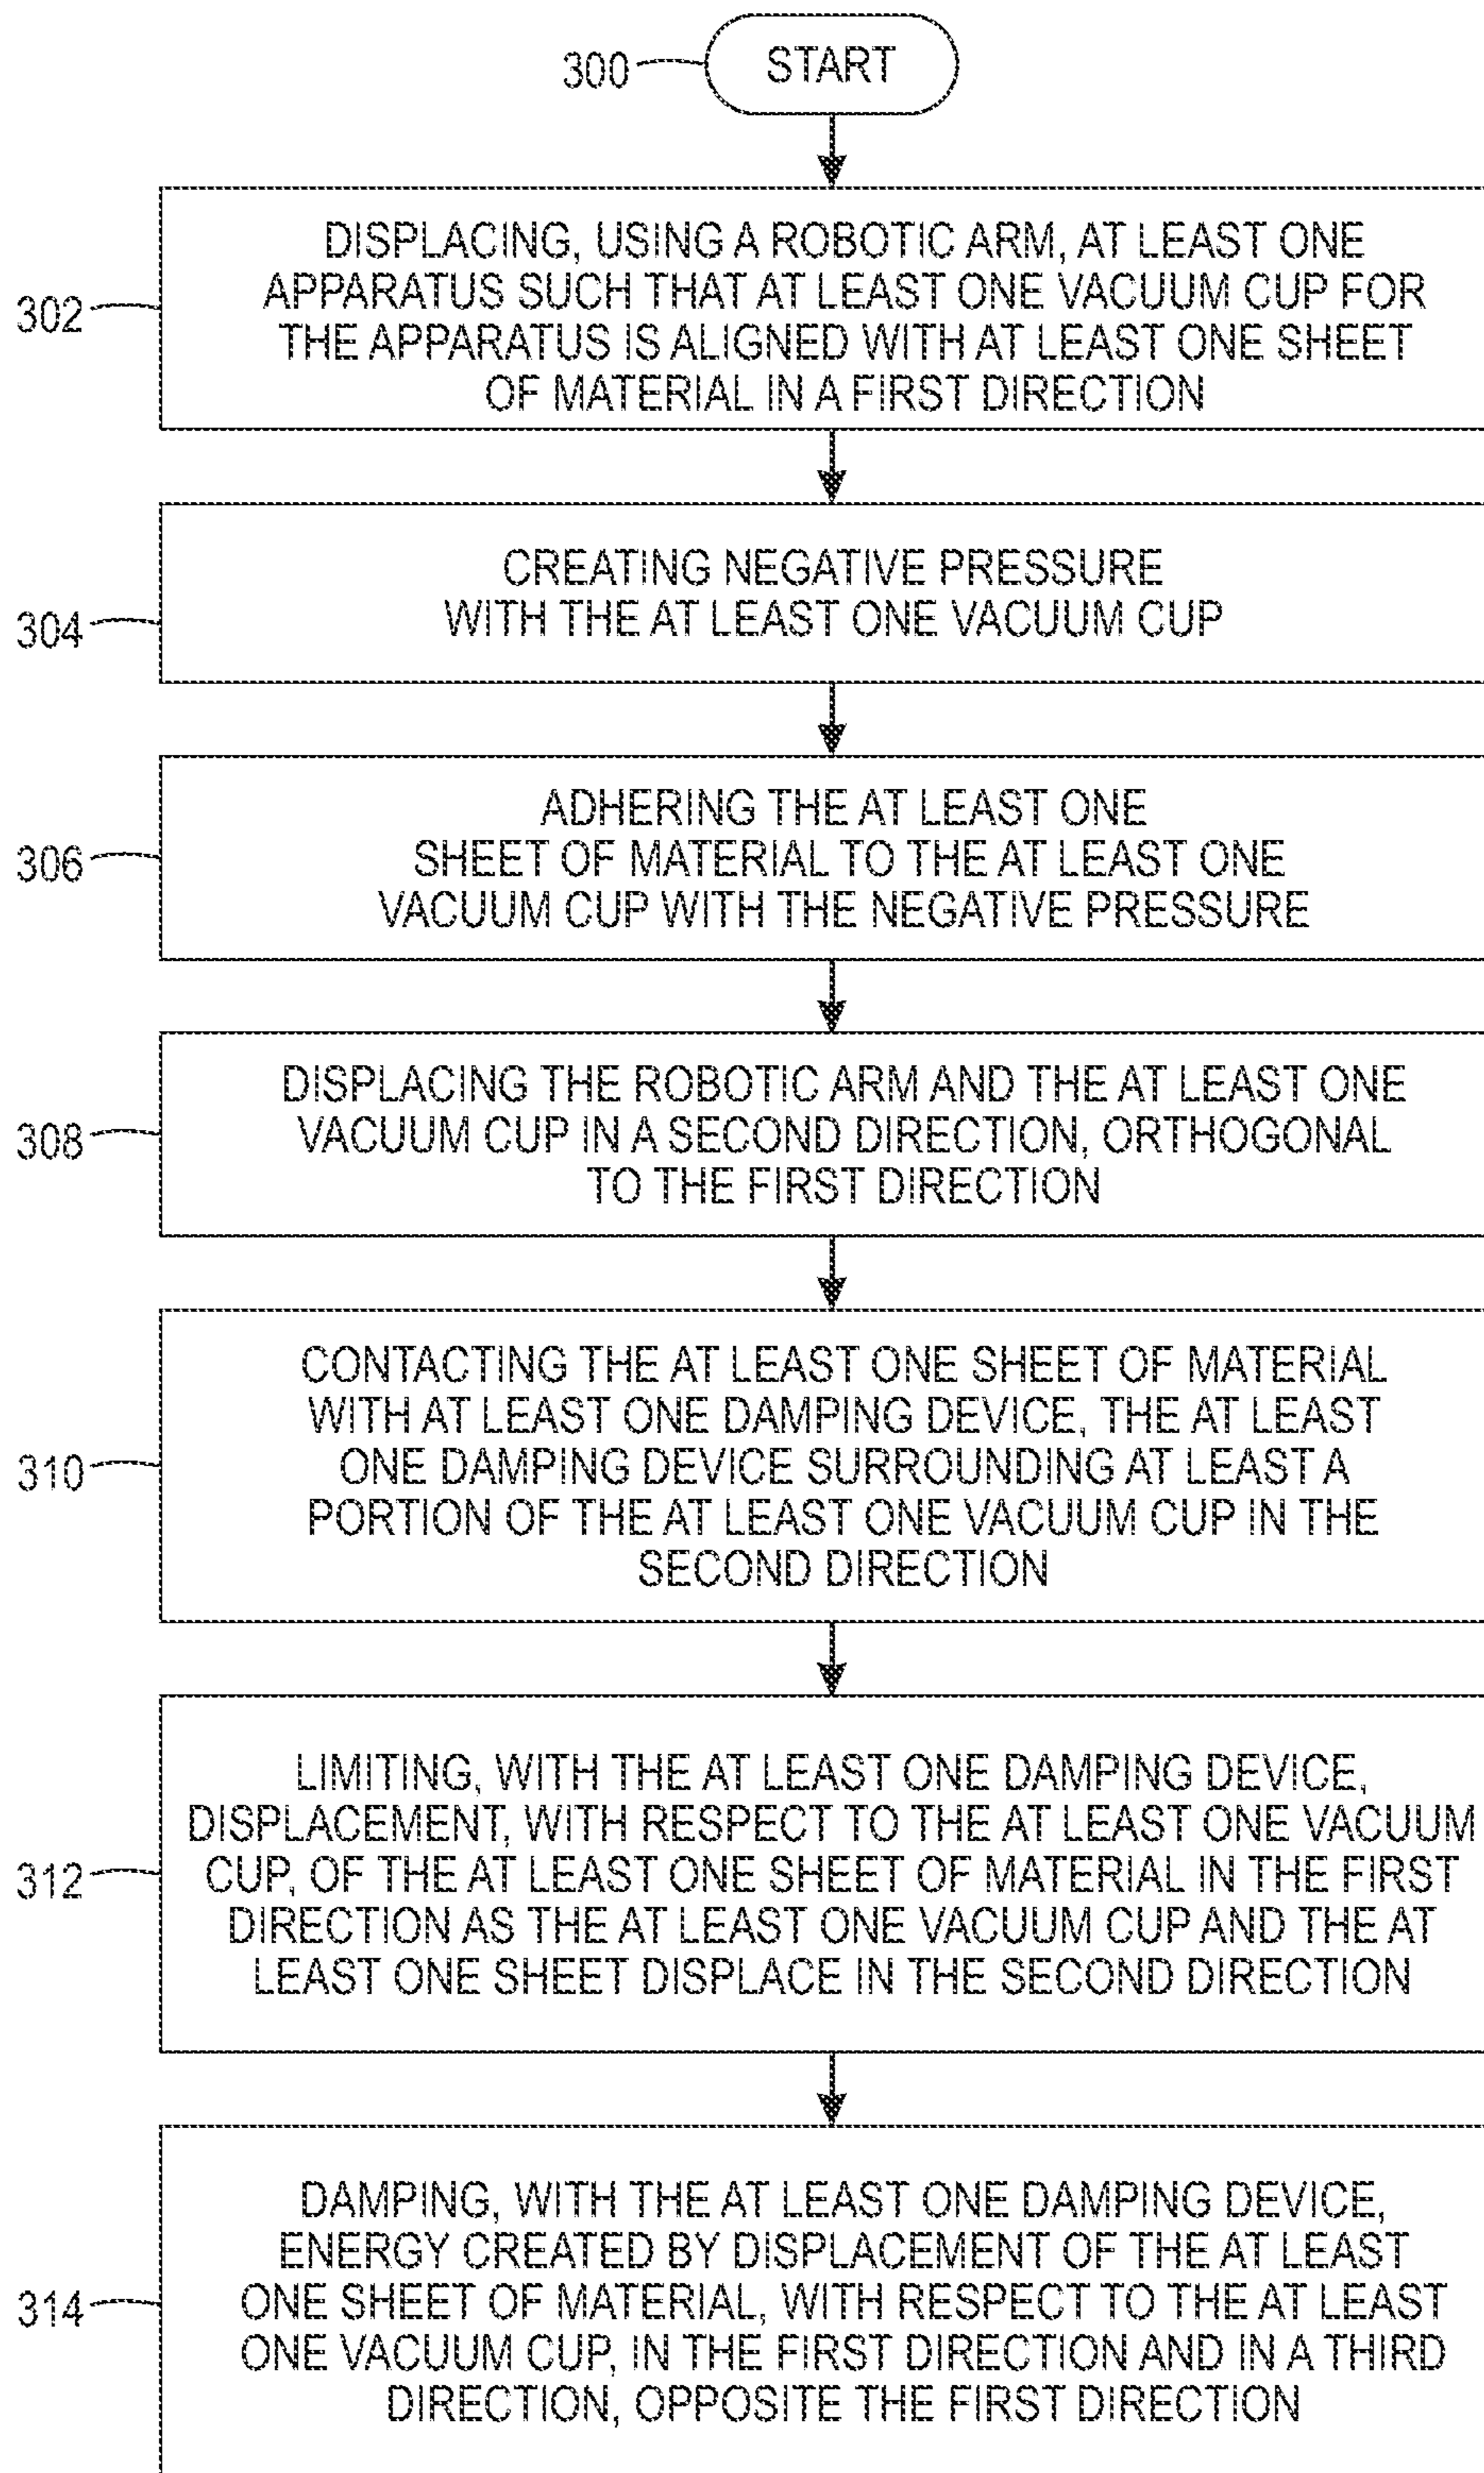 300
START
302
DISPLACING, USING A ROBOTIC ARM, AT LEAST ONE
APPARATUS SUCH THAT AT LEAST ONE VACUUM CUP FOR
THE APPARATUS IS ALIGNED WITH AT LEAST ONE SHEET
OF MATERIAL IN A FIRST DIRECTION
304
CREATING NEGATIVE PRESSURE
WITH THE AT LEAST ONE VACUUM CUP
306
ADHERING THE AT LEAST ONE
SHEET OF MATERIAL TO THE AT LEAST ONE
VACUUM CUP WITH THE NEGATIVE PRESSURE
308
DISPLACING THE ROBOTIC ARM AND THE AT LEAST ONE
VACUUM CUP IN A SECOND DIRECTION, ORTHOGONAL
TO THE FIRST DIRECTION
310
CONTACTING THE AT LEAST ONE SHEET OF MATERIAL
WITH AT LEAST ONE DAMPING DEVICE, THE AT LEAST
ONE DAMPING DEVICE SURROUNDING AT LEAST A
PORTION OF THE AT LEAST ONE VACUUM CUP IN THE
SECOND DIRECTION
312
LIMITING, WITH THE AT LEAST ONE DAMPING DEVICE,
DISPLACEMENT, WITH RESPECT TO THE AT LEAST ONE VACUUM
CUP, OF THE AT LEAST ONE SHEET OF MATERIAL IN THE FIRST
DIRECTION AS THE AT LEAST ONE VACUUM CUP AND THE AT
LEAST ONE SHEET DISPLACE IN THE SECOND DIRECTION
314
DAMPING, WITH THE AT LEAST ONE DAMPING DEVICE,
ENERGY CREATED BY DISPLACEMENT OF THE AT LEAST
ONE SHEET OF MATERIAL, WITH RESPECT TO THE AT LEAST
ONE VACUUM CUP, IN THE FIRST DIRECTION AND IN A THIRD
DIRECTION, OPPOSITE THE FIRST DIRECTION